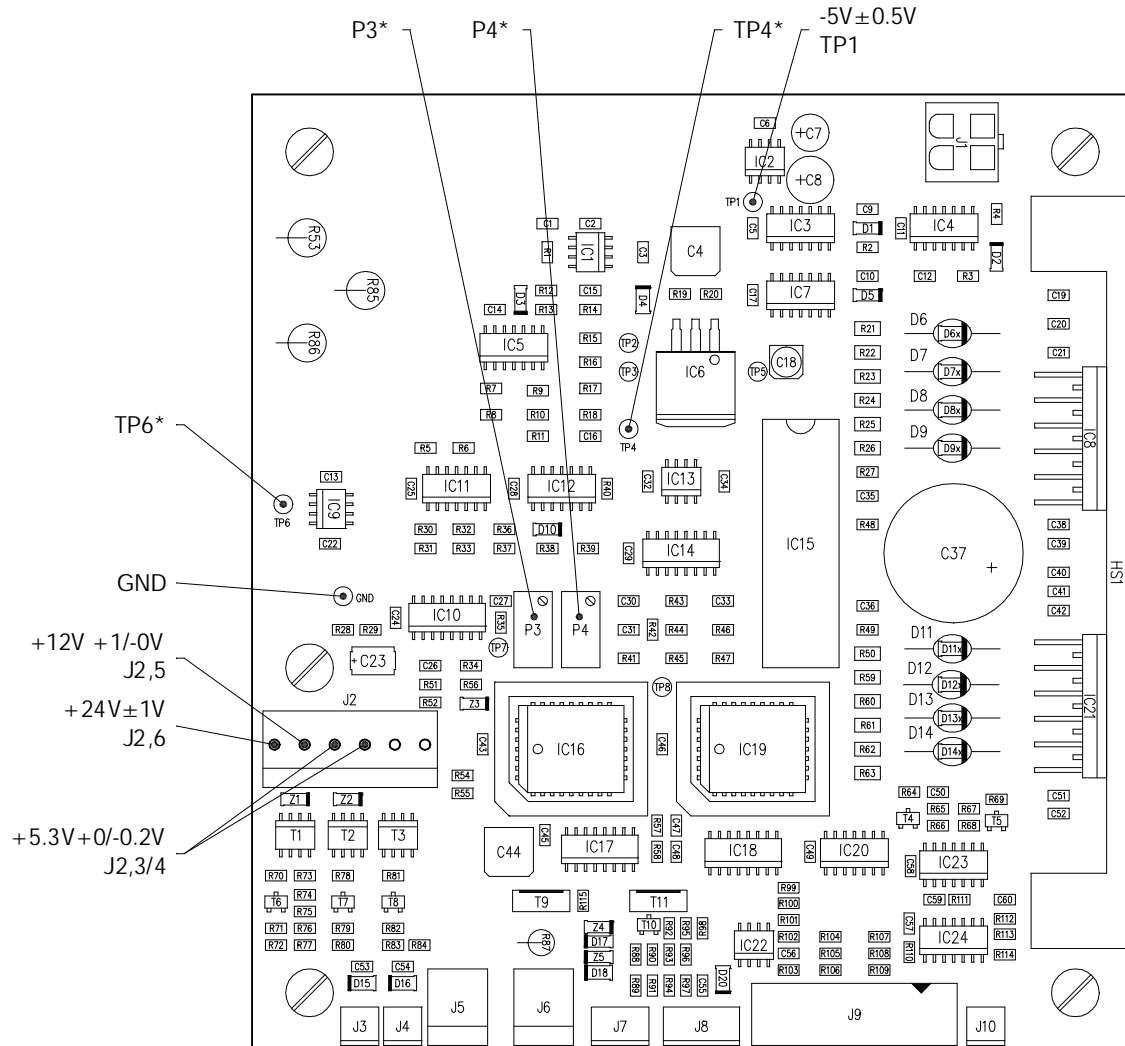 P3*
P4*
TP4*
-5V±0.5V
TP1
C6
+C7
IC2
+C8
J1
TP1
R53
C1
C2
C5
IC3
C9
D1
R2
C11
IC4
R4
D2
R1
IC1
C3
C4
R85
D3
R12
C15
D4
R19
R20
C17
IC7
C10
D5
C12
R3
C19
C14
R13
R14
R86
IC5
R15
TP2
R21
D6
D6x
C20
R16
TP3
IC6
TP5
C18
R22
D7
D7x
C21
R7
R9
R17
R23
R24
D8
D8x
R8
R10
R18
TP6*
R11
C16
TP4
R25
D9
D9x
R26
IC8
R5
R6
C13
C25
IC11
C28
IC12
R40
C32
IC13
C34
R27
C35
TP6
IC9
C22
R30
R32
R36
D10
R48
C38
R31
R33
R37
R38
R39
C29
IC14
IC15
C37
+
C39
GND
GND
C40
HS1
C41
C42
C24
IC10
C27
R35
P3
P4
C30
R43
C33
C36
+12V +1/-0V
J2,5
R28
R29
C31
R42
R44
R46
R49
D11
D11x
+C23
TP7
C26
R34
R41
R45
R47
R50
+24V±1V
J2,6
J2
R51
R56
R52
Z3
TP8
R59
D12
D12x
R60
D13
D13x
IC21
C43
IC16
C46
IC19
R61
R62
D14
D14x
R54
R55
R63
Z1
Z2
R64
C50
C51
+5.3V+0/-0.2V
J2,3/4
T1
T2
T3
C44
C45
IC17
R57
C47
R58
C48
IC18
C49
IC20
T4
R65
R67
R69
R66
R68
T5
C52
R70
R73
R78
R81
C58
IC23
T6
R74
T7
T8
R75
T9
R115
T11
R99
R100
C59
R111
C60
R71
R76
R79
R82
R72
R77
R80
R83
R84
R87
Z4
D17
Z5
D18
T10
R92
R95
R98
R88
R90
R93
R96
IC22
R101
R102
R104
R107
C56
R105
R108
R103
R106
R109
C57
R110
IC24
R112
R113
R114
C53
C54
D15
D16
R89
R91
R94
R97
C55
D20
J3
J4
J5
J6
J7
J8
J9
J10